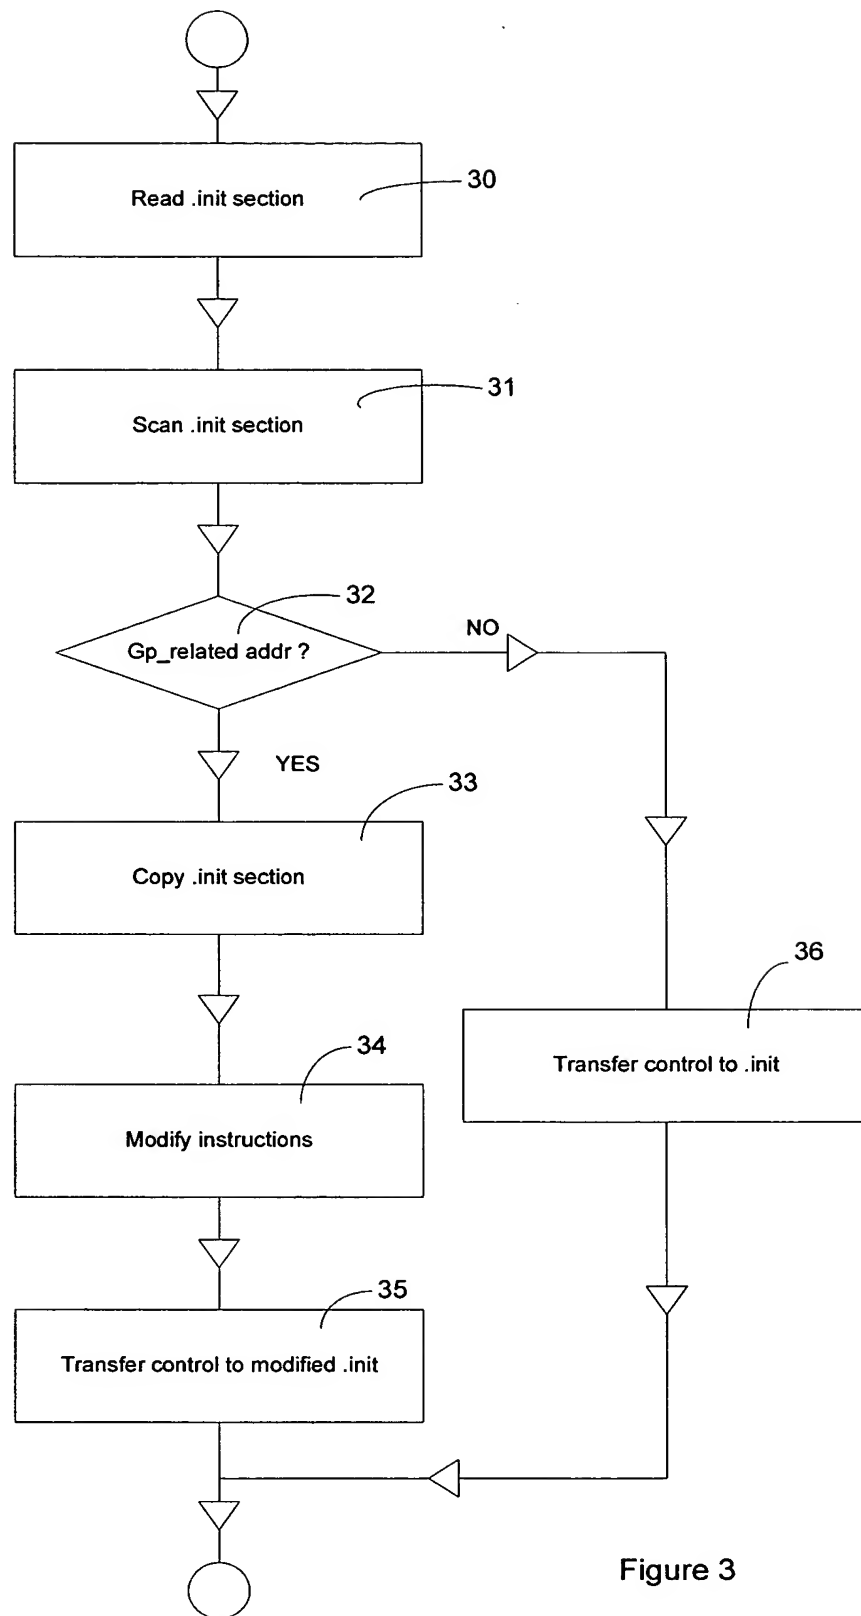 Read .init section
30
Scan .init section
31
32
Gp_related addr ?
NO
YES
33
Copy .init section
36
Transfer control to .init
34
Modify instructions
35
Transfer control to modified .init
Figure 3